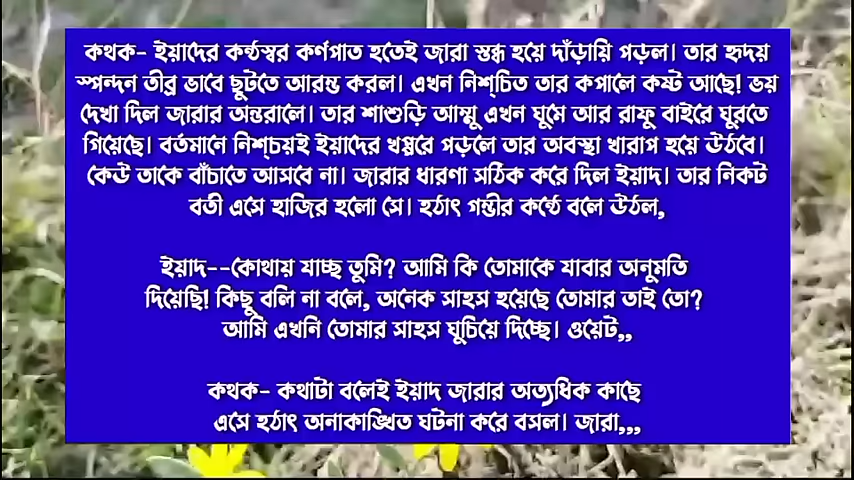 কথক- ইয়াদের কন্ঠস্বর কর্ণপাত হতেই জারা স্তব্ধ হয়ে দাঁড়ায়ি পড়ল। তার হৃদয়
স্পন্দন তীব্র ভাবে ছুটতে আরম্ভ করল। এখন নিশ্চিত তার কপালে কষ্ট আছে! ভয়
দেখা দিল জারার অন্তরালে। তার শাশুড়ি আম্মু এখন ঘুমে আর রাফু বাইরে ঘুরতে
গিয়েছে। বর্তমানে নিশ্চয়ই ইয়াদের খপ্পরে পড়লে তার অবস্থা খারাপ হয়ে উঠবে।
কেউ তাকে বাঁচাতে আসবে না। জারার ধারণা সঠিক করে দিল ইয়াদ। তার নিকট
বর্তী এসে হাজির হলো সে। হঠাৎ গম্ভীর কন্ঠে বলে উঠল,
ইয়াদ--কোথায় যাচ্ছ তুমি? আমি কি তোমাকে যাবার অনুমতি
দিয়েছি! কিছু বলি না বলে, অনেক সাহস হয়েছে তোমার তাই তো?
আমি এখনি তোমার সাহস ঘুচিয়ে দিচ্ছে। ওয়েট,,
কথক- কথাটা বলেই ইয়াদ জারার অত্যধিক কাছে
এসে হঠাৎ অনাকাঙ্খিত ঘটনা করে বসল। জারা,,,